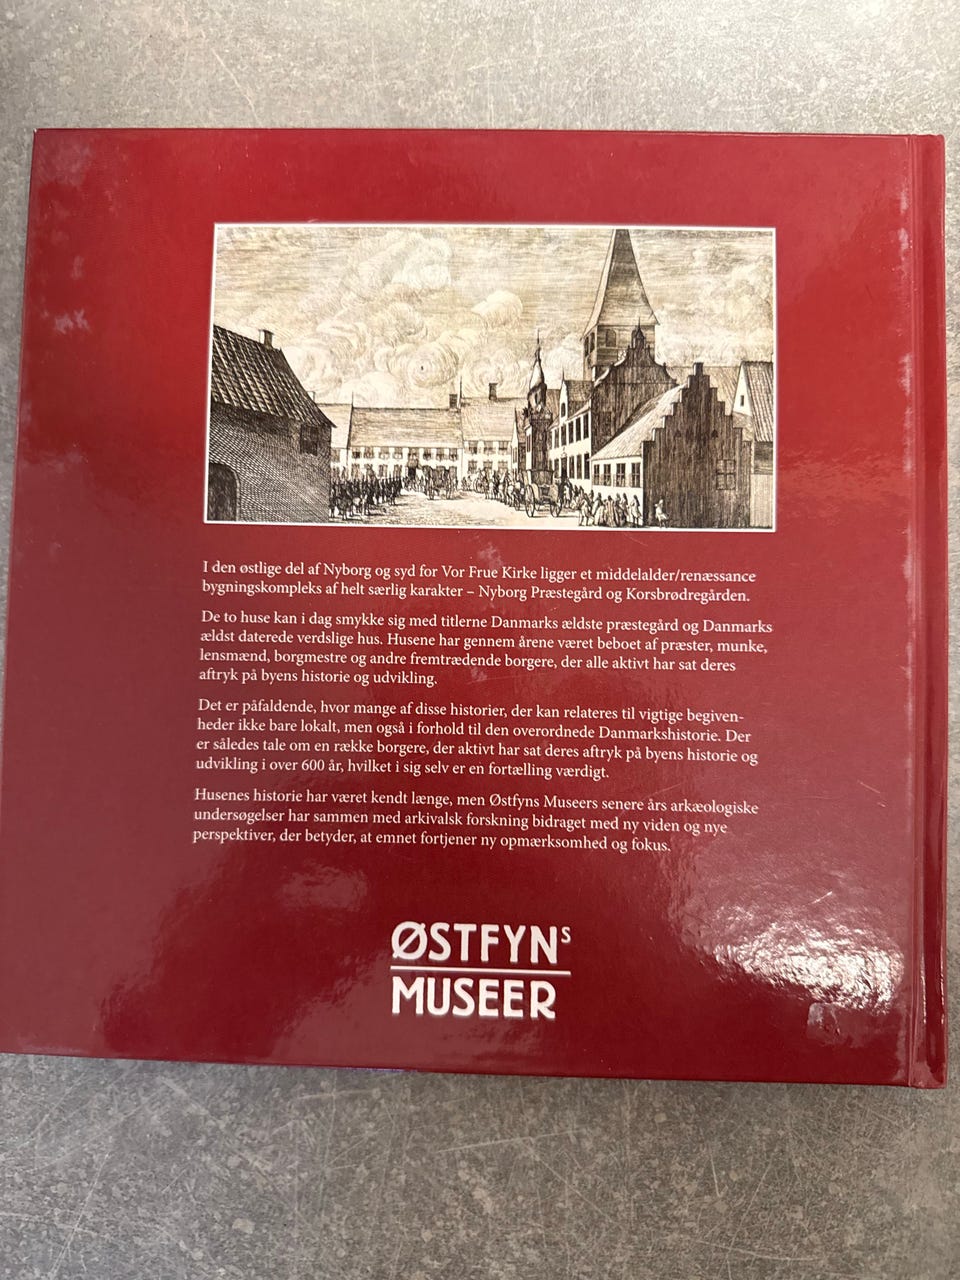 I den østlige del af Nyborg og syd for Vor Frue Kirke ligger et middelalder/renæssance
bygningskompleks af helt særlig karakter – Nyborg Præstegård og Korsbrødregården.
De to huse kan i dag smykke sig med titlerne Danmarks ældste præstegård og Danmarks
ældst daterede verdslige hus. Husene har gennem årene været beboet af præster, munke,
lensmænd, borgmestre og andre fremtrædende borgere, der alle aktivt har sat deres
aftryk på byens historie og udvikling.
Det er påfaldende, hvor mange af disse historier, der kan relateres til vigtige begiven-
heder ikke bare lokalt, men også i forhold til den overordnede Danmarkshistorie. Der
er således tale om en række borgere, der aktivt har sat deres aftryk på byens historie og
udvikling i over 600 år, hvilket i sig selv er en fortælling værdigt.
Husenes historie har været kendt længe, men Østfyns Museers senere års arkæologiske
undersøgelser har sammen med arkivalsk forskning bidraget med ny viden og nye
perspektiver, der betyder, at emnet fortjener ny opmærksomhed og fokus.
ØSTFYNS
MUSEER